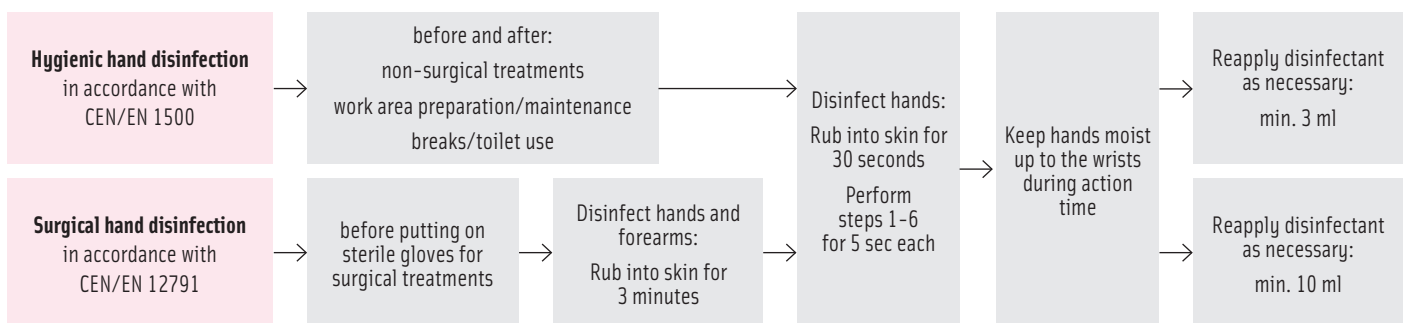 Hygienic hand disinfection
in accordance with
CEN/EN 1500
before and after:
non-surgical treatments
work area preparation/maintenance
breaks/toilet use
Surgical hand disinfection
in accordance with
CEN/EN 12791
before putting on
sterile gloves for
surgical treatments
Disinfect hands and
forearms:
Rub into skin for
3 minutes
Disinfect hands:
Rub into skin for
30 seconds
Perform
steps 1-6
for 5 sec each
Keep hands moist
up to the wrists
during action
time
Reapply disinfectant
as necessary:
min. 3 ml
Reapply disinfectant
as necessary:
min. 10 ml